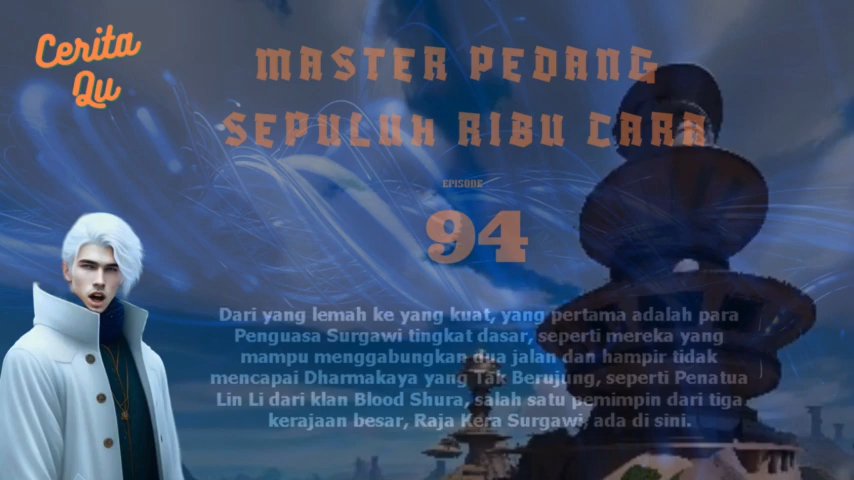 Cerita
Qu
MASTER PEDANG
SEPULUH RIBU CARA
EPISODE
94
Dari yang lemah ke yang kuat, yang pertama adalah para
Penguasa Surgawi tingkat dasar, seperti mereka yang
mampu menggabungkan dua jalan dan hampir tidak
mencapai Dharmakaya yang Tak Berujung, seperti Penatua
Lin Li dari klan Blood Shura, salah satu pemimpin dari tiga
kerajaan besar, Raja Kera Surgawi, ada di sini.